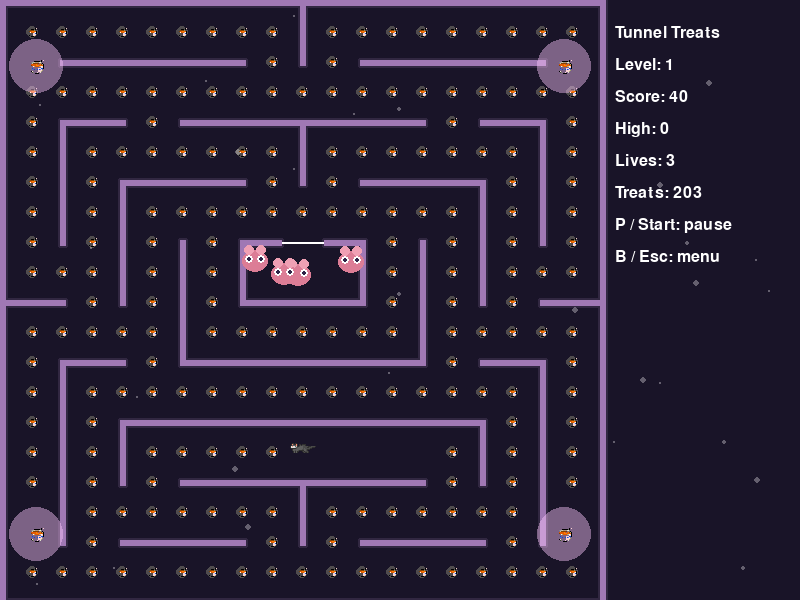 Tunnel Treats
Level: 1
Score: 40
High: 0
Lives: 3
Treats: 203
P / Start: pause
B / Esc: menu